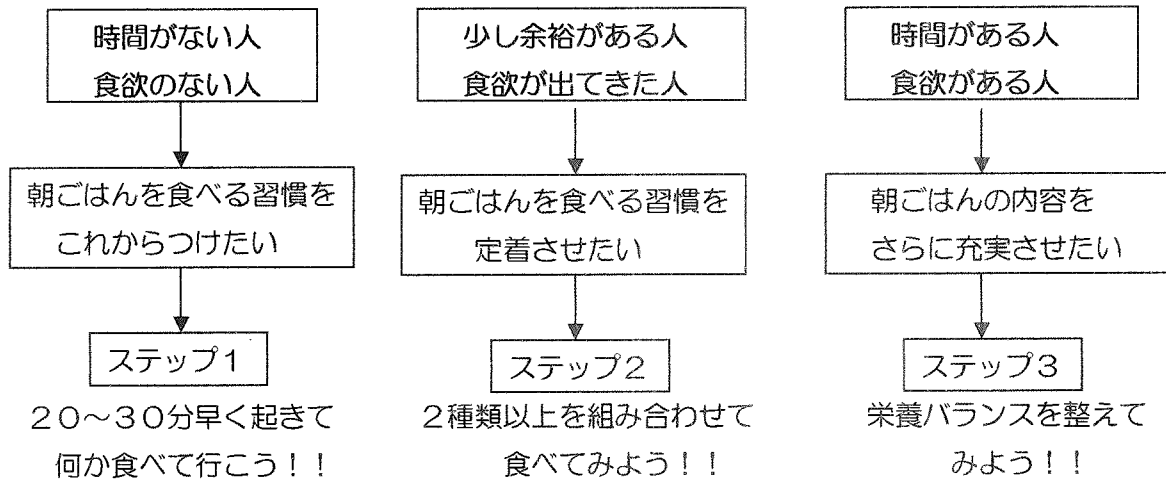 時間がない人
食欲のない人
朝ごはんを食べる習慣を
これからつけたい
ステップ1
20～30分早く起きて
何か食べて行こう！！
少し余裕がある人
食欲が出てきた人
朝ごはんを食べる習慣を
定着させたい
ステップ2
2種類以上を組み合わせて
食べてみよう！！
時間がある人
食欲がある人
朝ごはんの内容を
さらに充実させたい
ステップ3
栄養バランスを整えて
みよう！！